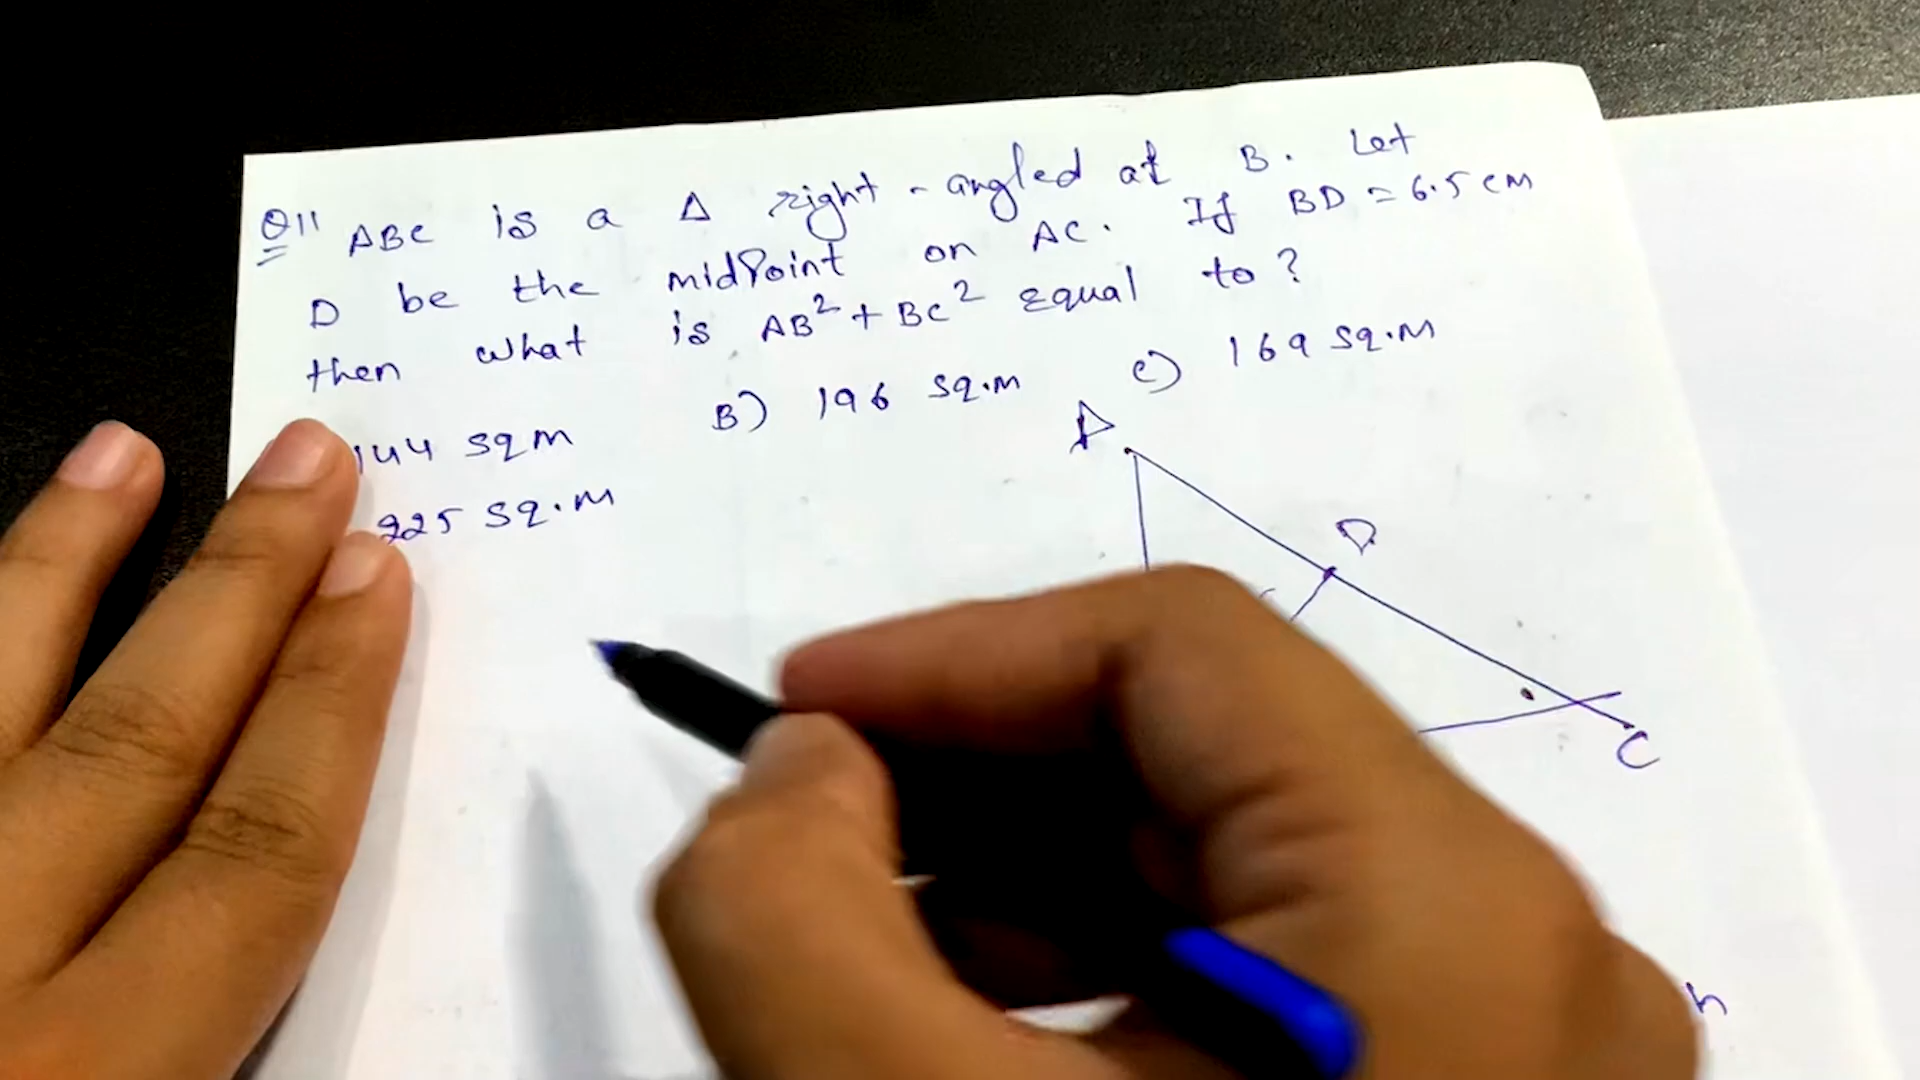 Q11 ABC is a Δ right-angled at B. Let
D be the midpoint on AC. If BD = 6.5 cm
then what is AB² + BC² equal to?
144 sqm B) 196 sq.m C) 169 sq.m
225 sq.m
A
D
C
h